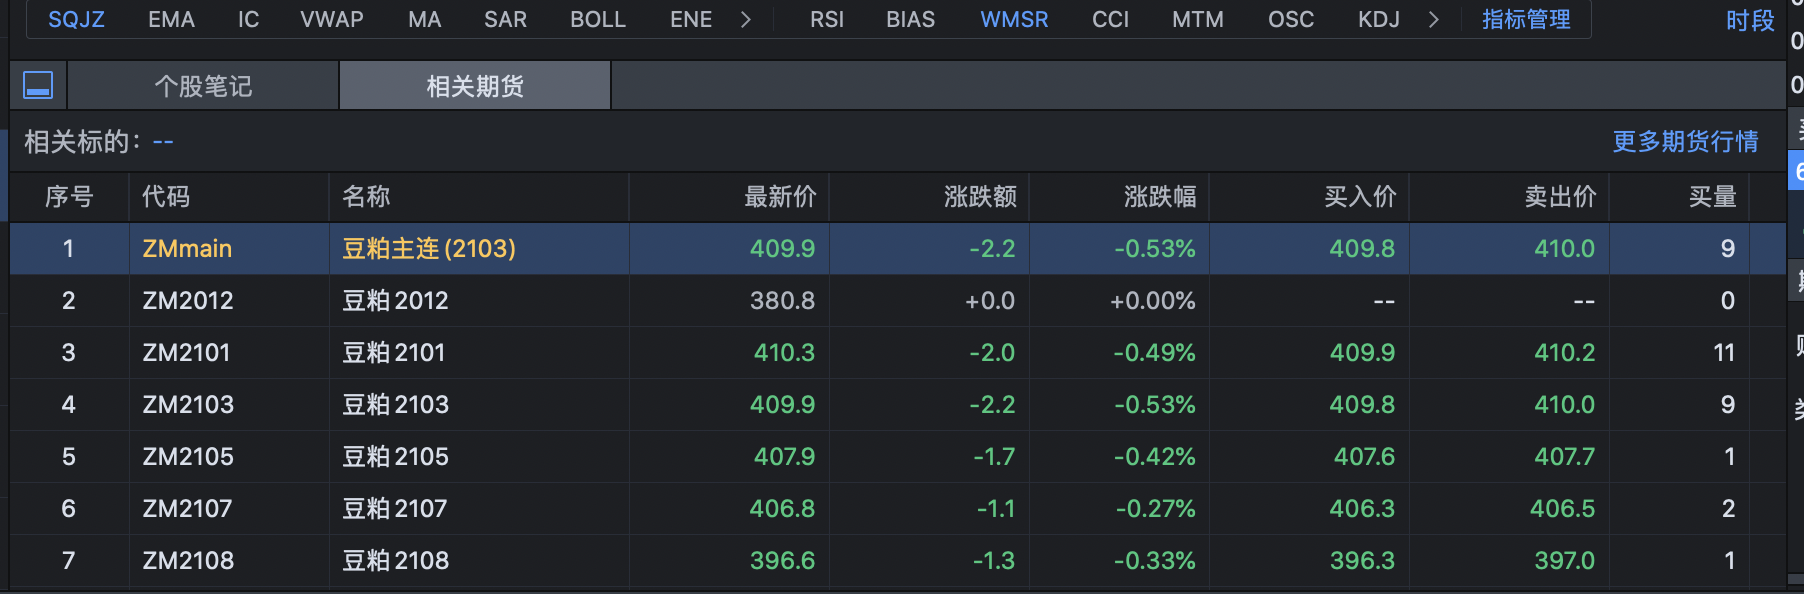 SQJZ EMA IC VWAP MA SAR BOLL ENE > RSI BIAS WMSR CCI MTM OSC KDJ > 指标管理 时段
个股笔记 相关期货
相关标的: -- 更多期货行情
序号 代码 名称 最新价 涨跌额 涨跌幅 买入价 卖出价 买量
1 ZMmain 豆粕主连(2103) 409.9 -2.2 -0.53% 409.8 410.0 9
2 ZM2012 豆粕2012 380.8 +0.0 +0.00% -- -- 0
3 ZM2101 豆粕2101 410.3 -2.0 -0.49% 409.9 410.2 11
4 ZM2103 豆粕2103 409.9 -2.2 -0.53% 409.8 410.0 9
5 ZM2105 豆粕2105 407.9 -1.7 -0.42% 407.6 407.7 1
6 ZM2107 豆粕2107 406.8 -1.1 -0.27% 406.3 406.5 2
7 ZM2108 豆粕2108 396.6 -1.3 -0.33% 396.3 397.0 1